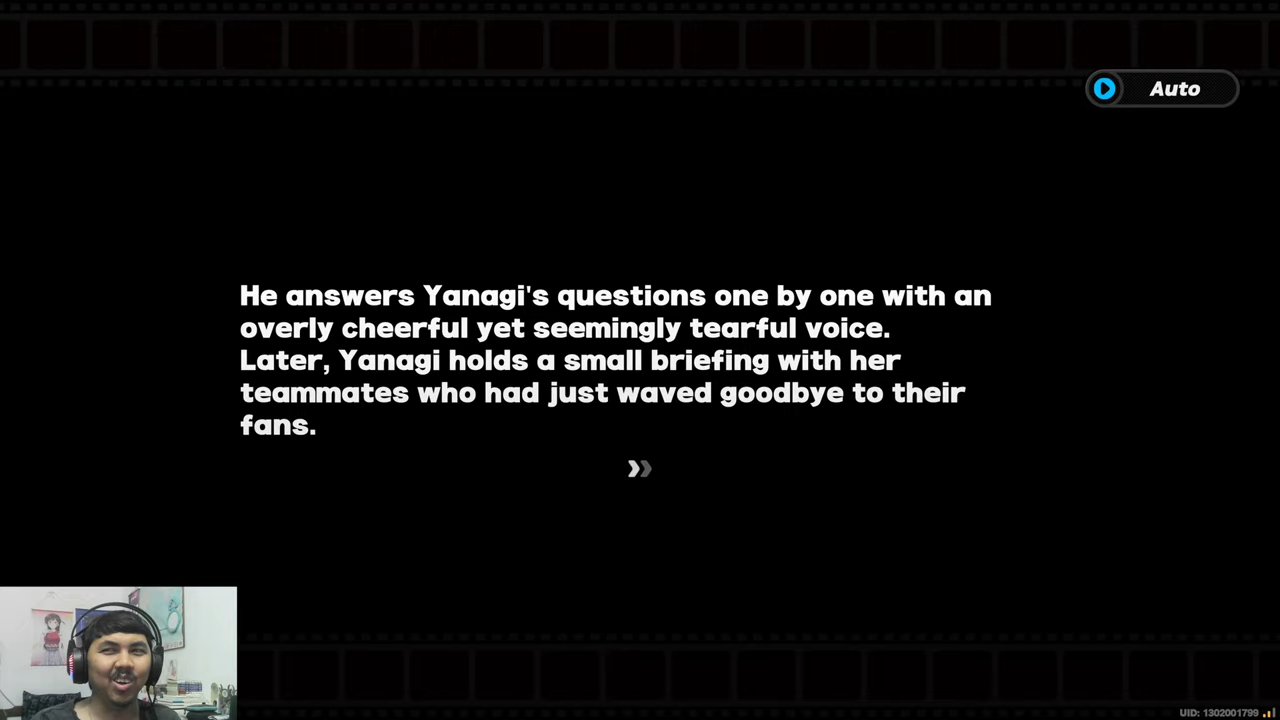 Auto
He answers Yanagi's questions one by one with an
overly cheerful yet seemingly tearful voice.
Later, Yanagi holds a small briefing with her
teammates who had just waved goodbye to their
fans.
UID: 1302001799